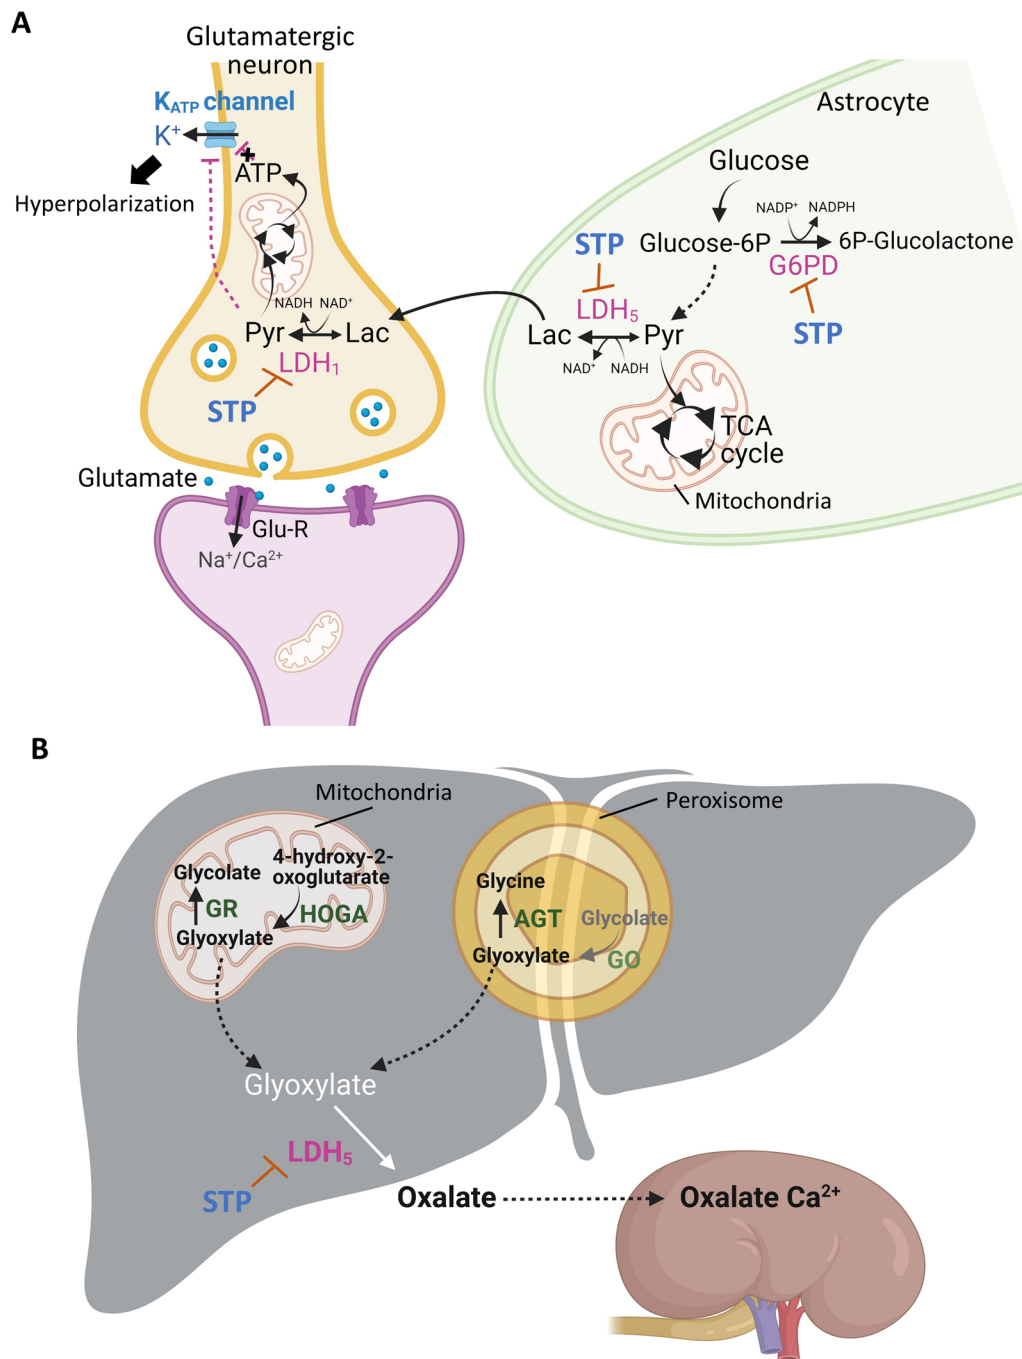 A
Glutamatergic
neuron
K_ATP channel
K⁺
ATP
Hyperpolarization
NADH NAD⁺
Pyr Lac
LDH₁
STP
Glutamate
Glu-R
Na⁺/Ca²⁺
Astrocyte
Glucose
NADP⁺ NADPH
STP Glucose-6P 6P-Glucolactone
G6PD
LDH₅
STP
Lac Pyr
NAD⁺ NADH
TCA
cycle
Mitochondria
B
Mitochondria
Peroxisome
4-hydroxy-2-
oxoglutarate
Glycolate
GR
HOGA
Glyoxylate
Glycine
AGT
Glycolate
Glyoxylate
GO
Glyoxylate
LDH₅
STP
Oxalate
Oxalate Ca²⁺